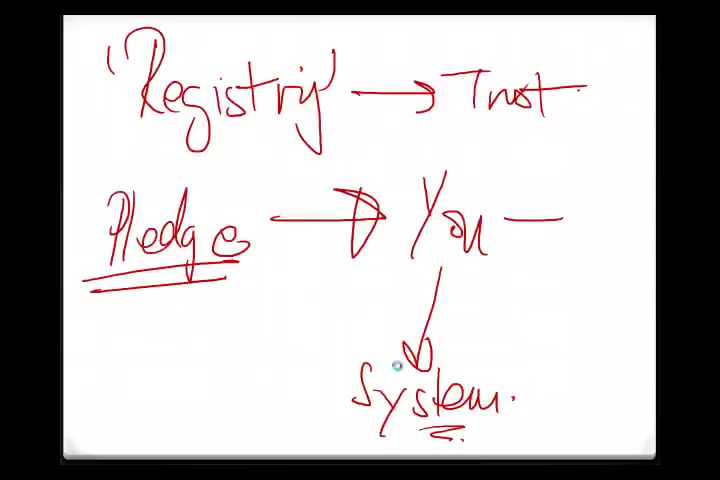 'Registry' → Trust
Pledge → You —
System.